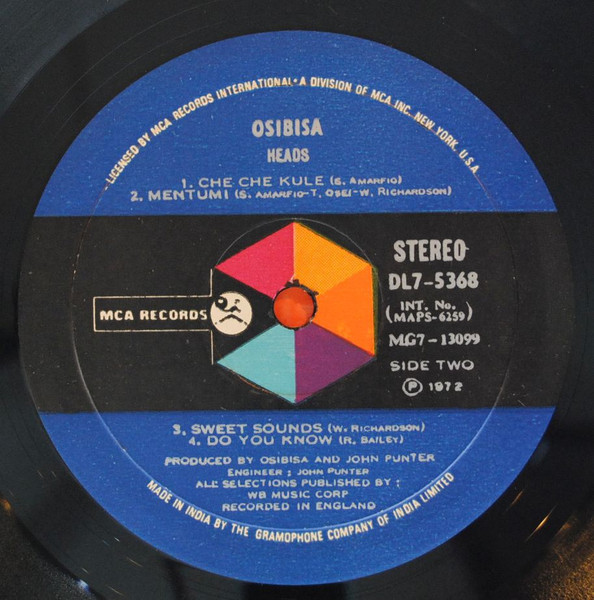 LICENSED BY MCA RECORDS INTERNATIONAL • A DIVISION OF MCA INC. NEW YORK, U.S.A.
OSIBISA
HEADS
1. CHE CHE KULE (S. AMARFIO)
2. MENTUMI (S. AMARFIO-T, OSEI-W. RICHARDSON)
STEREO
DL7-5368
INT. No.
(MAPS-6259)
MCA RECORDS
MG7-13099
SIDE TWO
Ⓟ 1972
3. SWEET SOUNDS (W. RICHARDSON)
4. DO YOU KNOW (R. BAILEY)
PRODUCED BY OSIBISA AND JOHN PUNTER
ENGINEER ; JOHN PUNTER
ALL SELECTIONS PUBLISHED BY ;
WB MUSIC CORP
RECORDED IN ENGLAND
MADE IN INDIA BY THE GRAMOPHONE COMPANY OF INDIA LIMITED